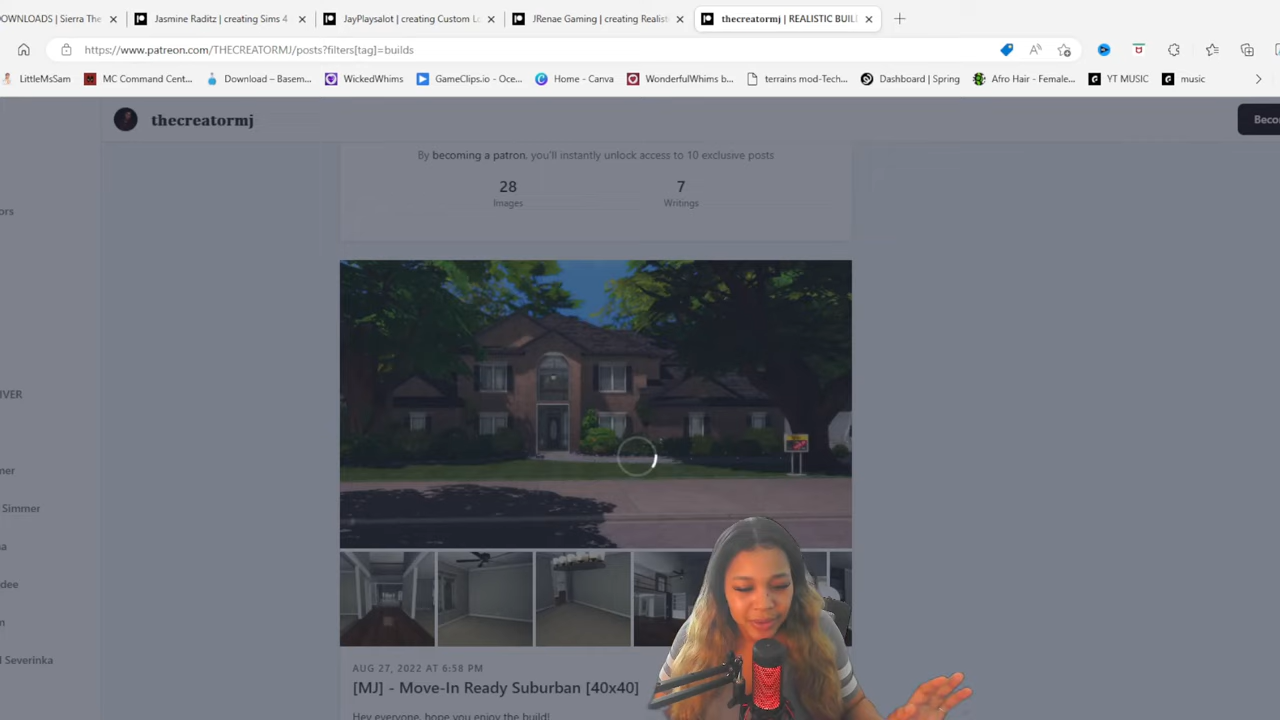 OWNLOADS | Sierra The
Jasmine Raditz | creating Sims 4
JayPlaysalot | creating Custom Lo
JRenae Gaming | creating Realist
thecreatormj | REALISTIC BUIL
https://www.patreon.com/THECREATORMJ/posts?filters[tag]=builds
LittleMsSam
MC Command Cent...
Download – Basem...
WickedWhims
GameClips.io - Oce...
Home - Canva
WonderfulWhims b...
terrains mod-Tech...
Dashboard | Spring
Afro Hair - Female...
YT MUSIC
music
thecreatormj
Beco
By becoming a patron, you'll instantly unlock access to 10 exclusive posts
28
Images
7
Writings
ors
IVER
mer
Simmer
a
dee
m
l Severinka
AUG 27, 2022 AT 6:58 PM
[MJ] - Move-In Ready Suburban [40x40]
Hey everyone, hope you enjoy the build!